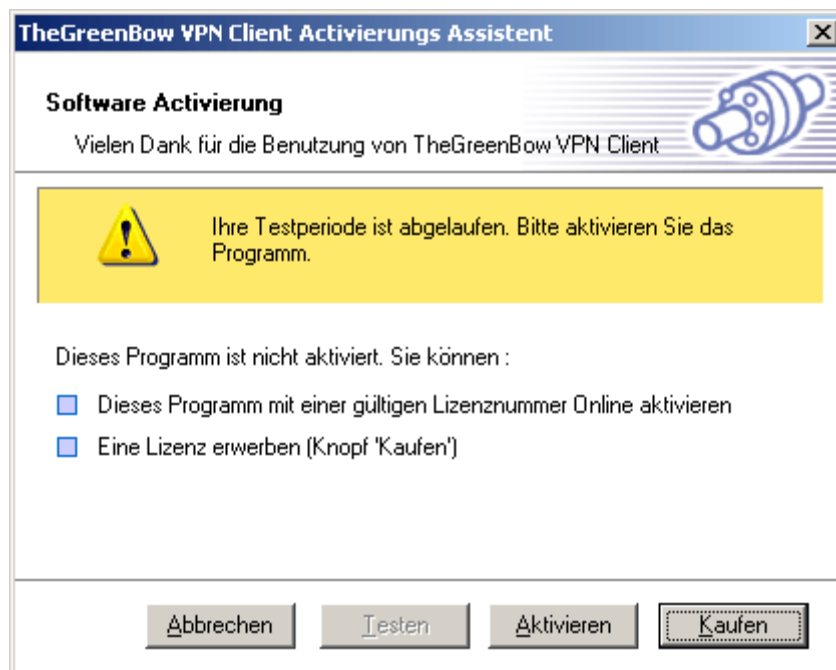 TheGreenBow VPN Client Activierungs Assistent
Software Activierung
Vielen Dank für die Benutzung von TheGreenBow VPN Client
Ihre Testperiode ist abgelaufen. Bitte aktivieren Sie das
Programm.
Dieses Programm ist nicht aktiviert. Sie können :
Dieses Programm mit einer gültigen Lizenznummer Online aktivieren
Eine Lizenz erwerben (Knopf 'Kaufen')
Abbrechen Testen Aktivieren Kaufen